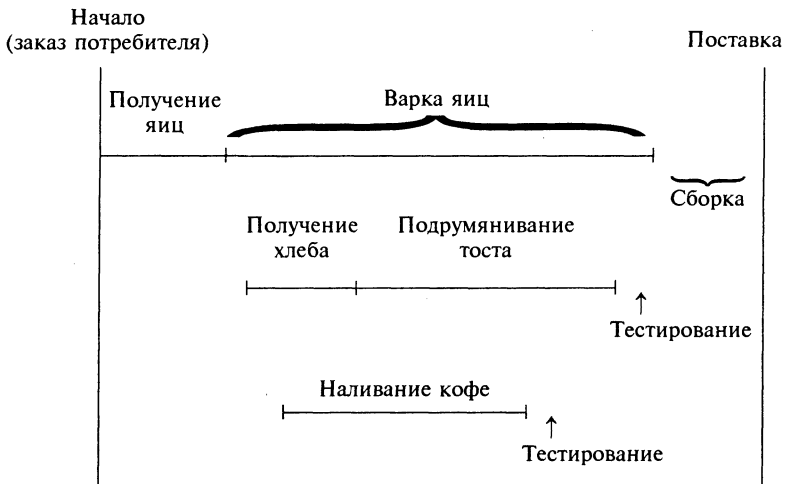 Начало
(заказ потребителя)
Поставка
Получение
яиц
Варка яиц
Сборка
Получение
хлеба
Подрумянивание
тоста
Тестирование
Наливание кофе
Тестирование